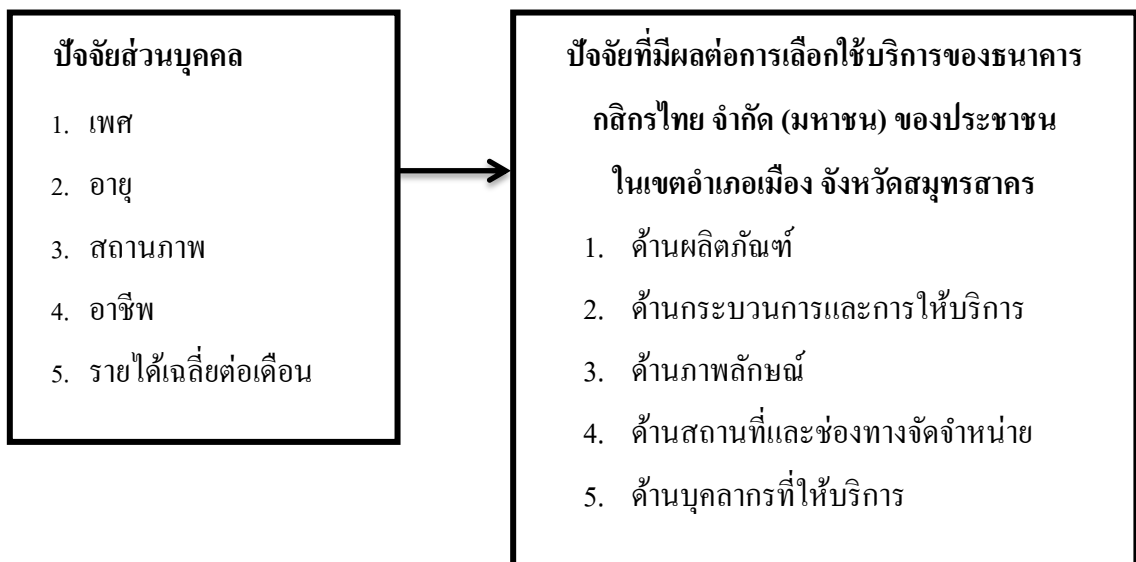 ปัจจัยส่วนบุคคล
1. เพศ
2. อายุ
3. สถานภาพ
4. อาชีพ
5. รายได้เฉลี่ยต่อเดือน
ปัจจัยที่มีผลต่อการเลือกใช้บริการของธนาคาร
กสิกรไทย จำกัด (มหาชน) ของประชาชน
ในเขตอำเภอเมือง จังหวัดสมุทรสาคร
1. ด้านผลิตภัณฑ์
2. ด้านกระบวนการและการให้บริการ
3. ด้านภาพลักษณ์
4. ด้านสถานที่และช่องทางจัดจำหน่าย
5. ด้านบุคลากรที่ให้บริการ